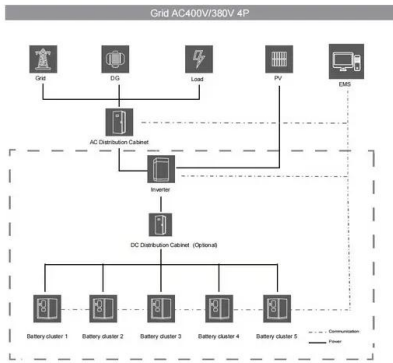 Grid AC400V/380V 4P
Grid
DG
Load
PV
EMS
AC Distribution Cabinet
Inverter
DC Distribution Cabinet (Optional)
Battery cluster 1
Battery cluster 2
Battery cluster 3
Battery cluster 4
Battery cluster 5
Communication
Power